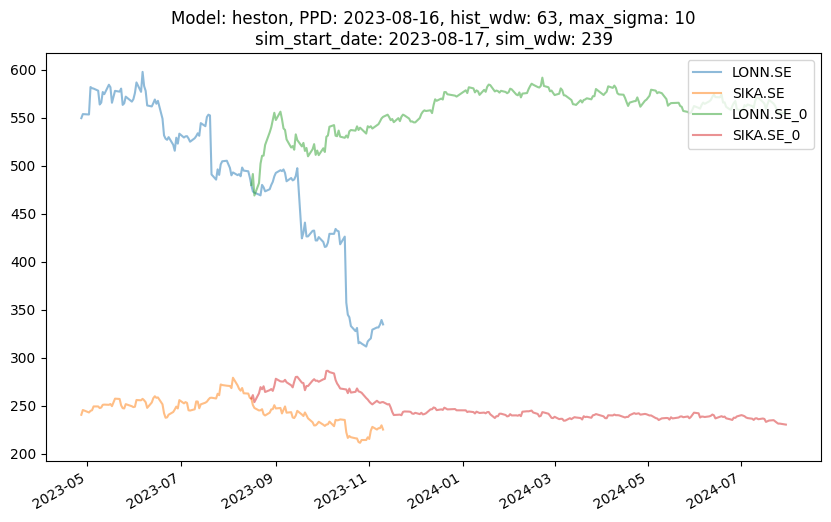 Model: heston, PPD: 2023-08-16, hist_wdw: 63, max_sigma: 10
sim_start_date: 2023-08-17, sim_wdw: 239
600
550
500
450
400
350
300
250
200
LONN.SE
SIKA.SE
LONN.SE_0
SIKA.SE_0
2023-05
2023-07
2023-09
2023-11
2024-01
2024-03
2024-05
2024-07